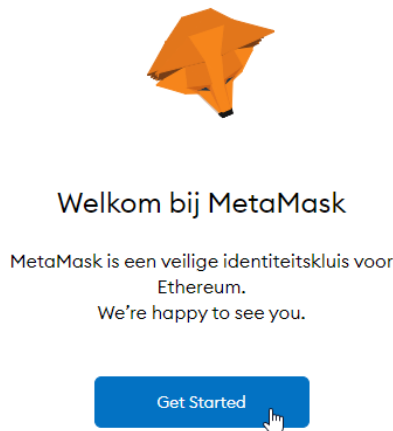 Welkom bij MetaMask
MetaMask is een veilige identiteitskluis voor
Ethereum.
We're happy to see you.
Get Started